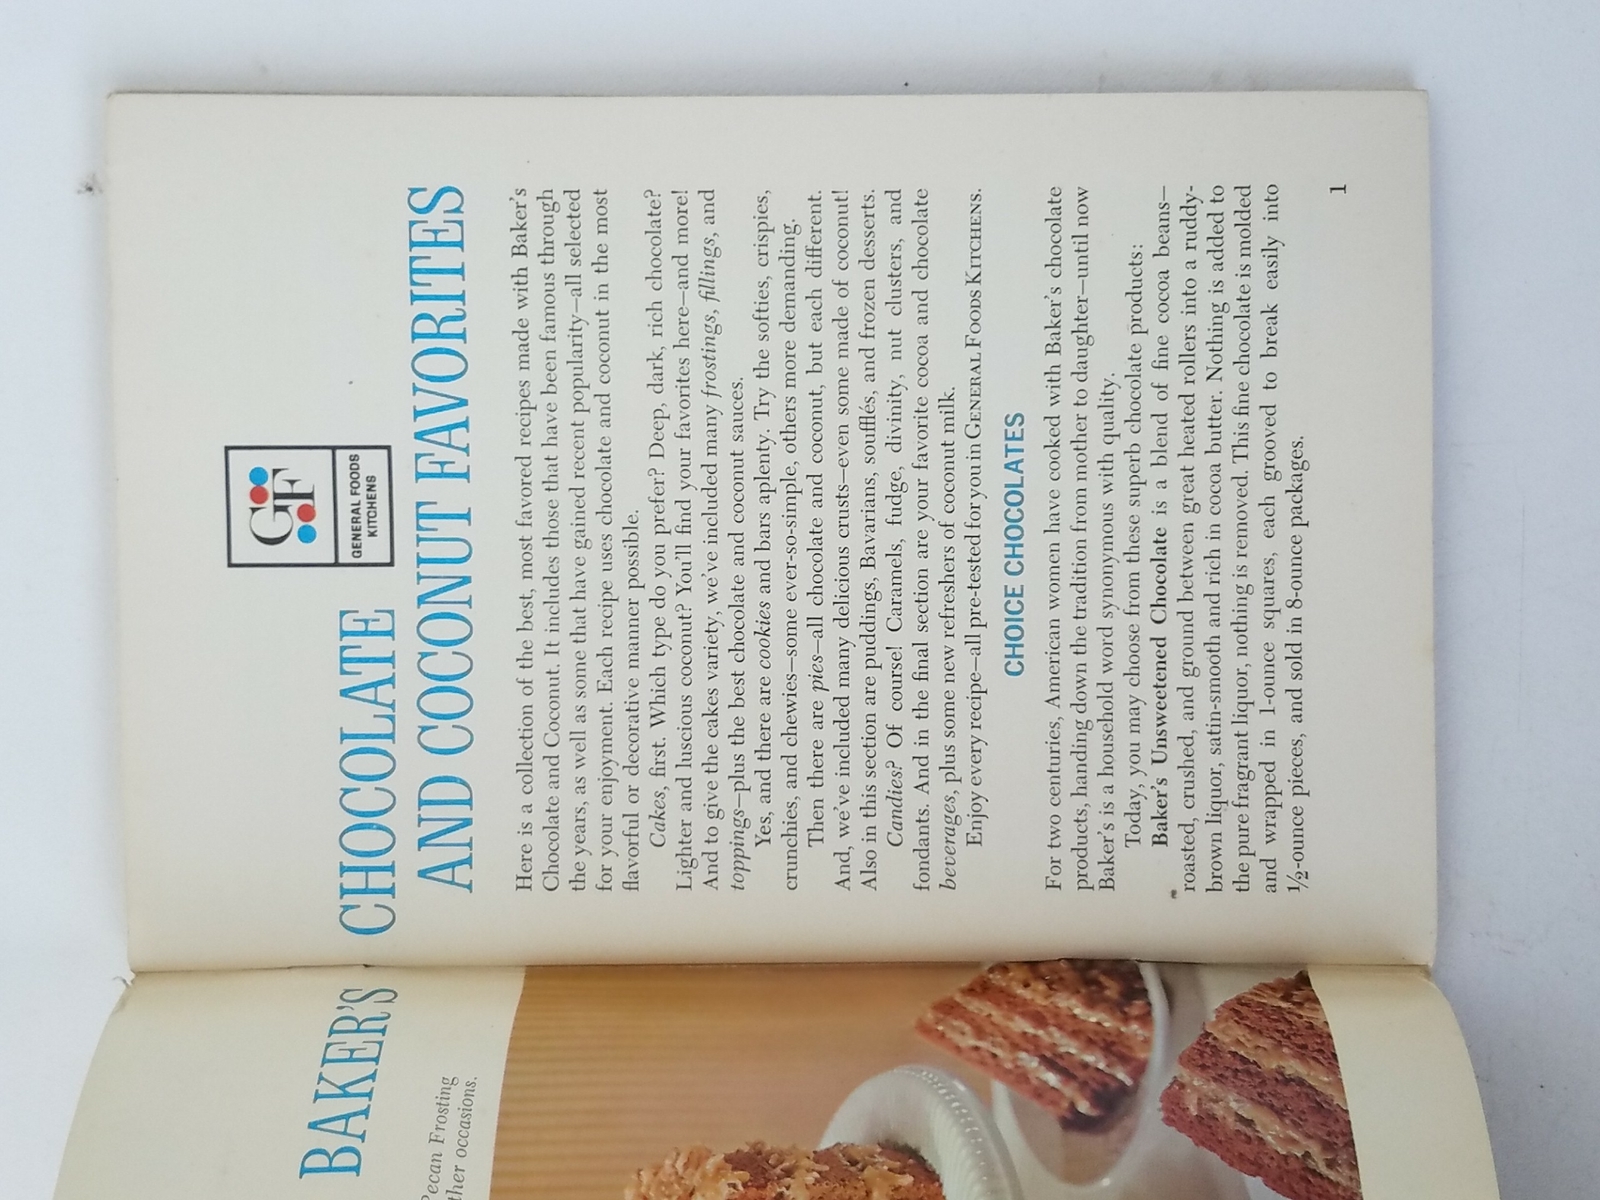 BAKER'S
Pecan Frosting
ther occasions.
GF
GENERAL FOODS
KITCHENS
CHOCOLATE
AND COCONUT FAVORITES
Here is a collection of the best, most favored recipes made with Baker's
Chocolate and Coconut. It includes those that have been famous through
the years, as well as some that have gained recent popularity—all selected
for your enjoyment. Each recipe uses chocolate and coconut in the most
flavorful or decorative manner possible.
Cakes, first. Which type do you prefer? Deep, dark, rich chocolate?
Lighter and luscious coconut? You'll find your favorites here—and more!
And to give the cakes variety, we've included many frostings, fillings, and
toppings—plus the best chocolate and coconut sauces.
Yes, and there are cookies and bars aplenty. Try the softies, crispies,
crunchies, and chewies—some ever-so-simple, others more demanding.
Then there are pies—all chocolate and coconut, but each different.
And, we've included many delicious crusts—even some made of coconut!
Also in this section are puddings, Bavarians, soufflés, and frozen desserts.
Candies? Of course! Caramels, fudge, divinity, nut clusters, and
fondants. And in the final section are your favorite cocoa and chocolate
beverages, plus some new refreshers of coconut milk.
Enjoy every recipe—all pre-tested for you in GENERAL FOODS KITCHENS.
CHOICE CHOCOLATES
For two centuries, American women have cooked with Baker's chocolate
products, handing down the tradition from mother to daughter—until now
Baker's is a household word synonymous with quality.
Today, you may choose from these superb chocolate products:
Baker's Unsweetened Chocolate is a blend of fine cocoa beans—
roasted, crushed, and ground between great heated rollers into a ruddy-
brown liquor, satin-smooth and rich in cocoa butter. Nothing is added to
the pure fragrant liquor, nothing is removed. This fine chocolate is molded
and wrapped in 1-ounce squares, each grooved to break easily into
½-ounce pieces, and sold in 8-ounce packages.
1